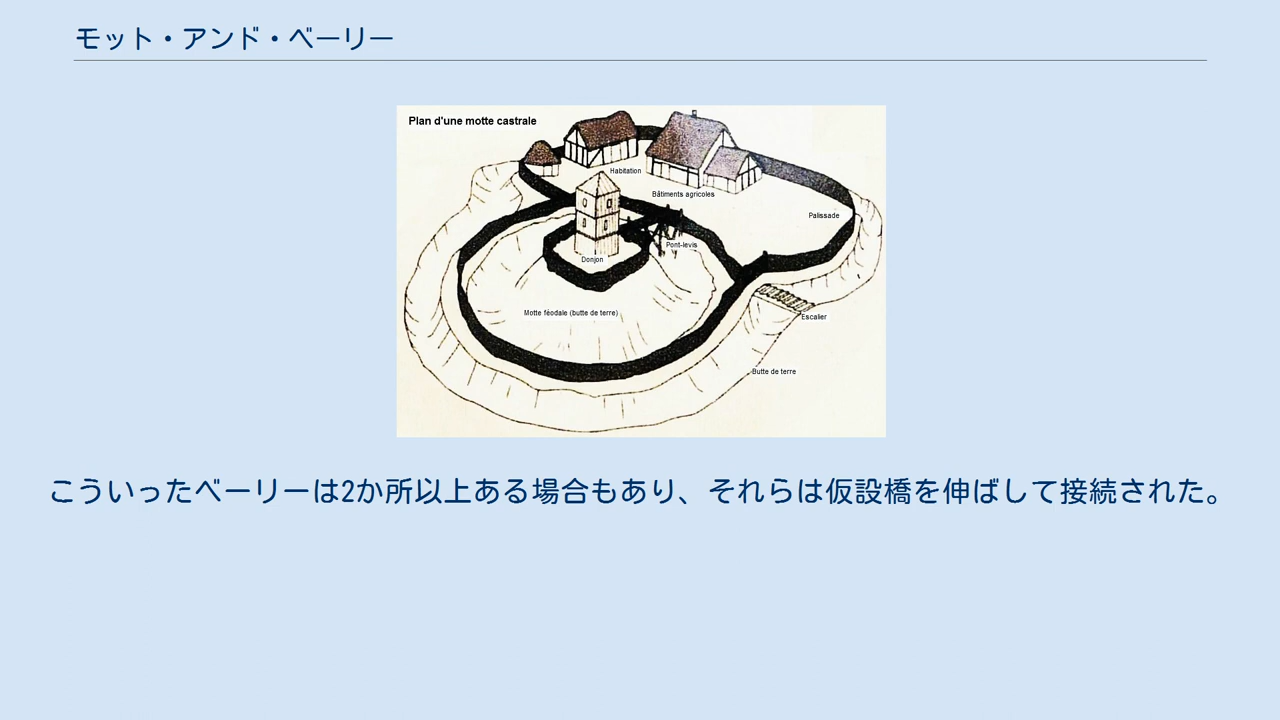 モット・アンド・ベーリー
Plan d'une motte castrale
Habitation
Bâtiments agricoles
Palissade
Pont-levis
Donjon
Motte féodale (butte de terre)
Escalier
Butte de terre
こういったベーリーは2か所以上ある場合もあり、それらは仮設橋を伸ばして接続された。